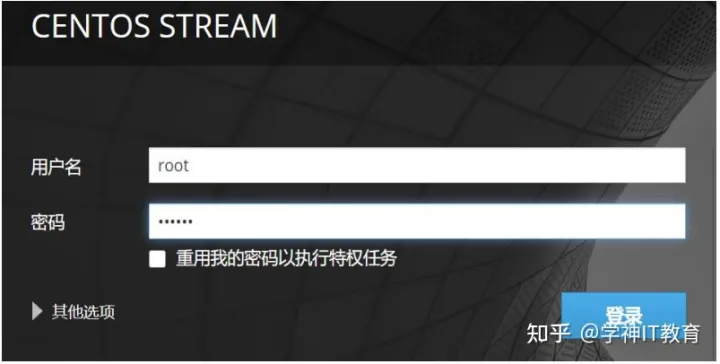 CENTOS STREAM
用户名 root
密码 ••••••
重用我的密码以执行特权任务
其他选项
登录
知乎 @学神IT教育